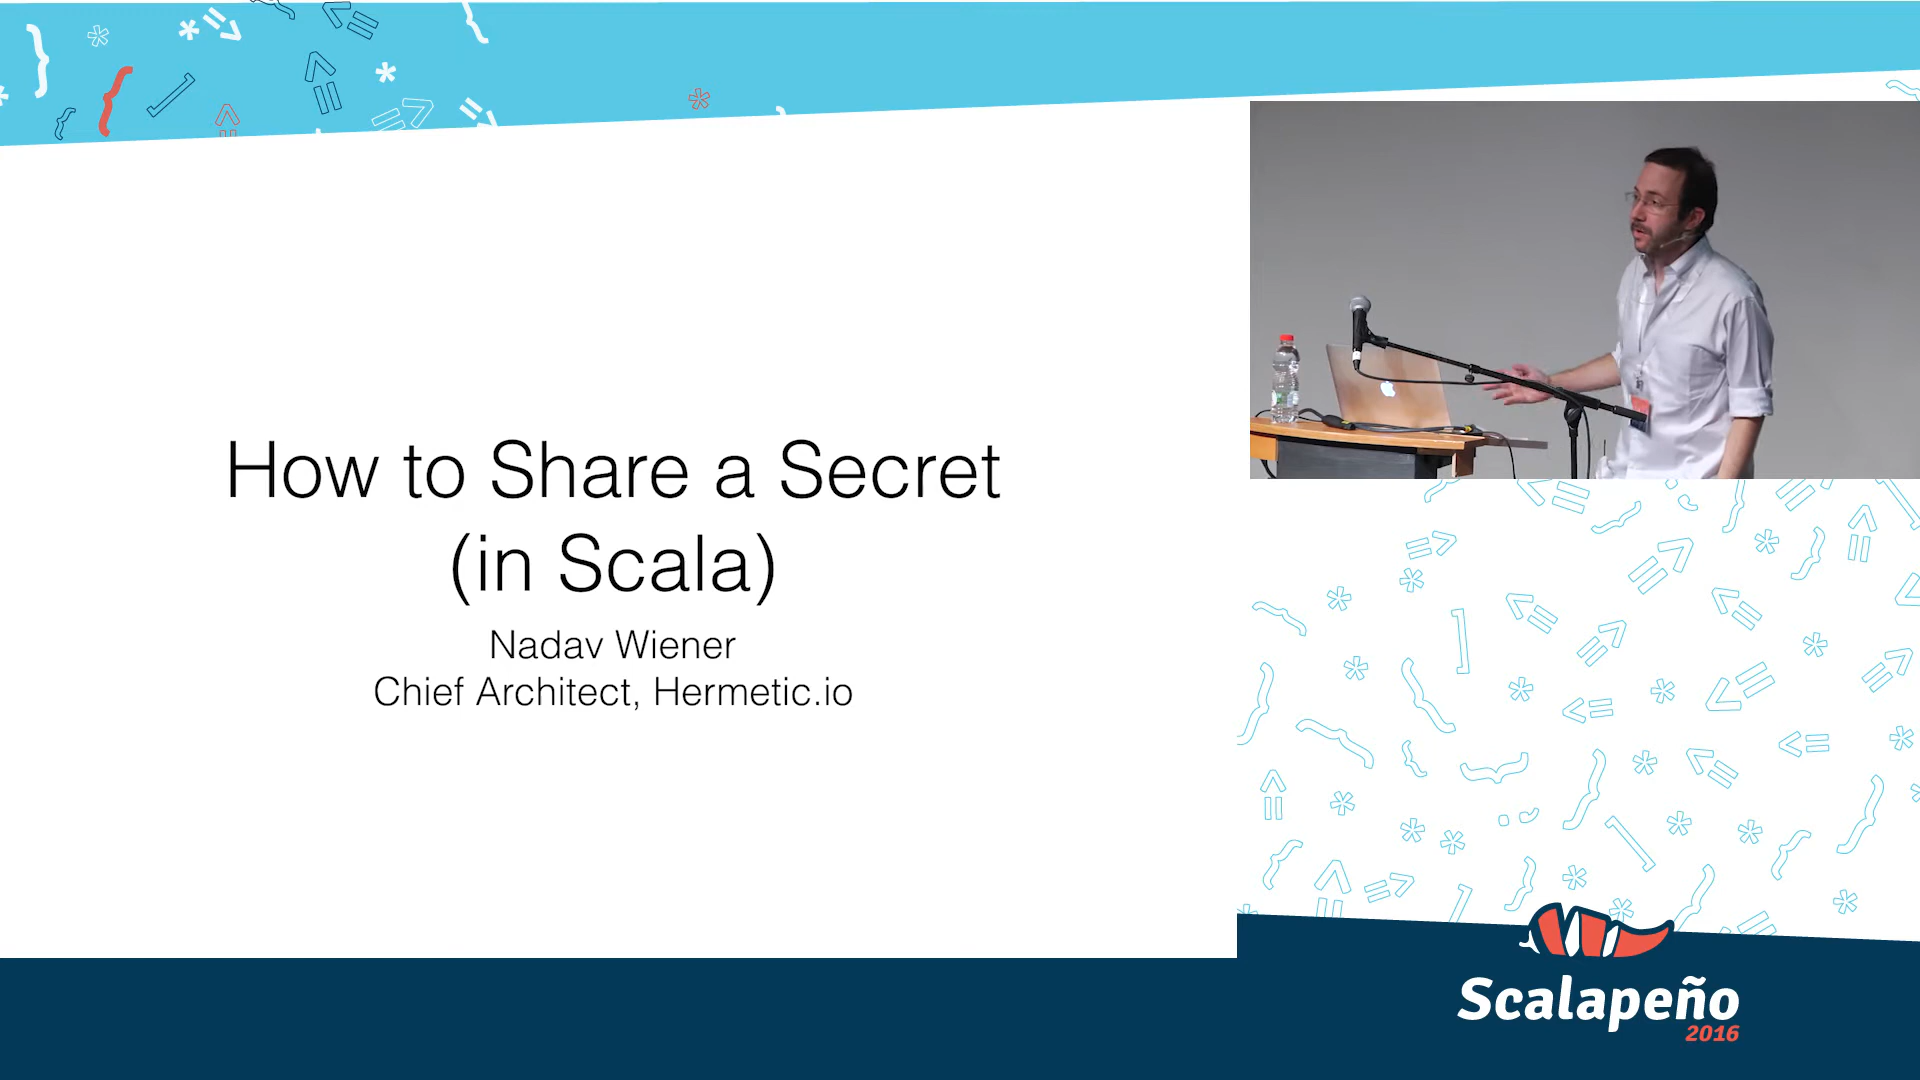 How to Share a Secret
(in Scala)
Nadav Wiener
Chief Architect, Hermetic.io
Scalapeño
2016